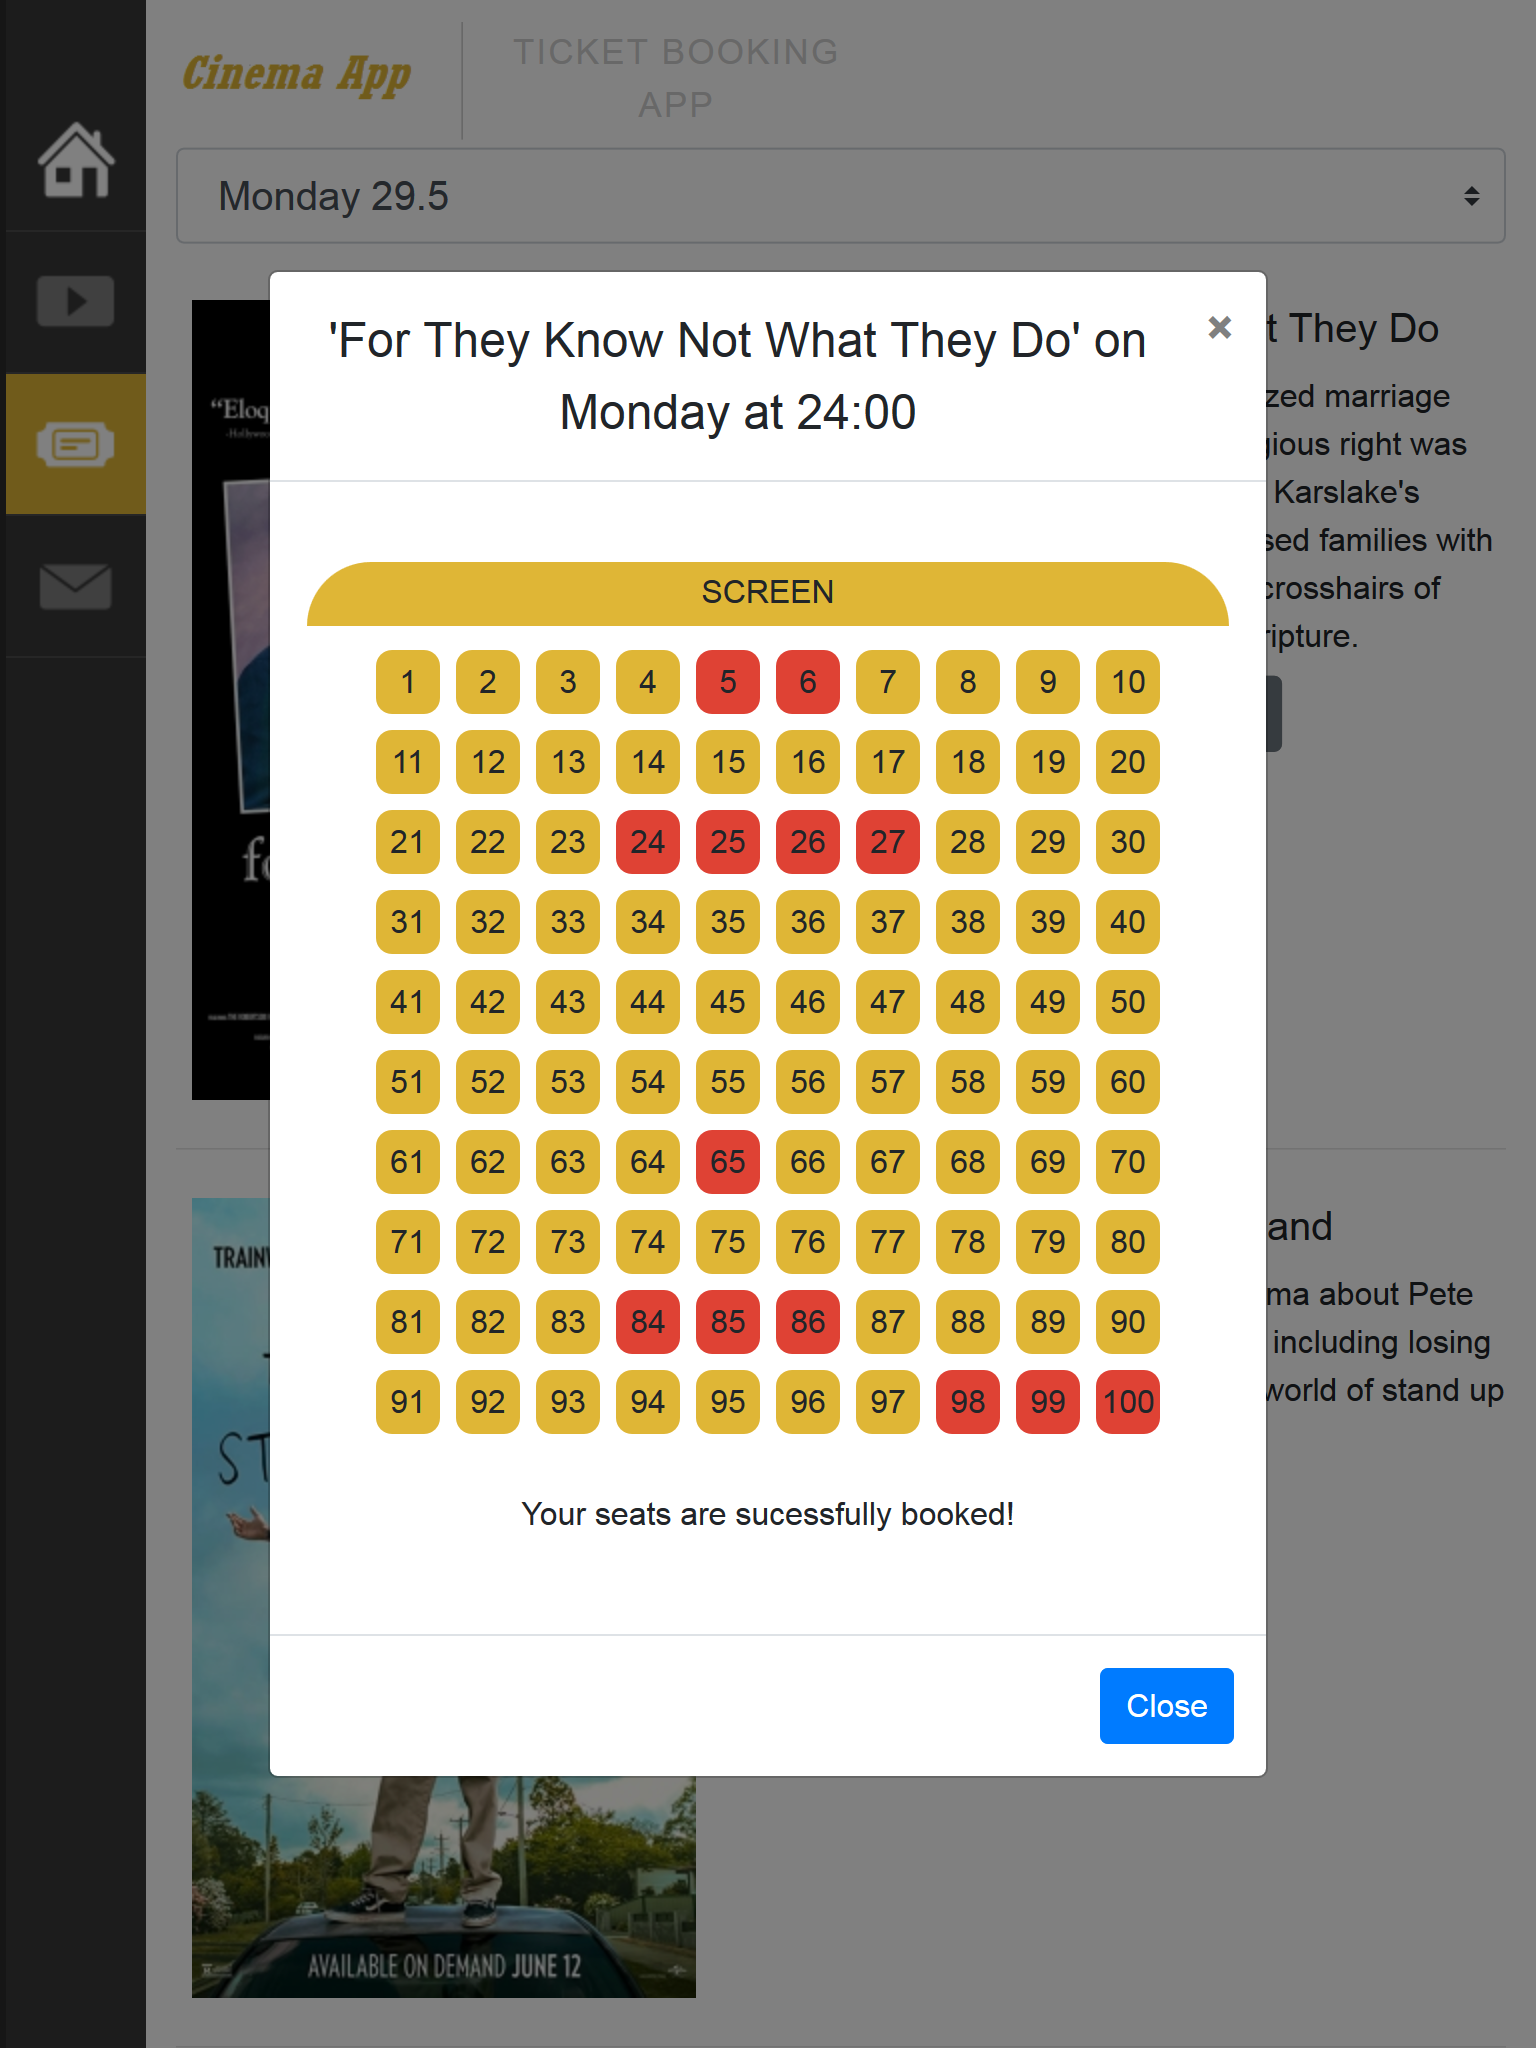 Cinema App
TICKET BOOKING
APP
Monday 29.5
'For They Know Not What They Do' on
Monday at 24:00
×
SCREEN
1 2 3 4 5 6 7 8 9 10
11 12 13 14 15 16 17 18 19 20
21 22 23 24 25 26 27 28 29 30
31 32 33 34 35 36 37 38 39 40
41 42 43 44 45 46 47 48 49 50
51 52 53 54 55 56 57 58 59 60
61 62 63 64 65 66 67 68 69 70
71 72 73 74 75 76 77 78 79 80
81 82 83 84 85 86 87 88 89 90
91 92 93 94 95 96 97 98 99 100
Your seats are sucessfully booked!
Close
“Eloq
fo
t They Do
zed marriage
gious right was
Karslake's
sed families with
crosshairs of
ripture.
TRAINW
ST
AVAILABLE ON DEMAND JUNE 12
and
ma about Pete
including losing
world of stand up